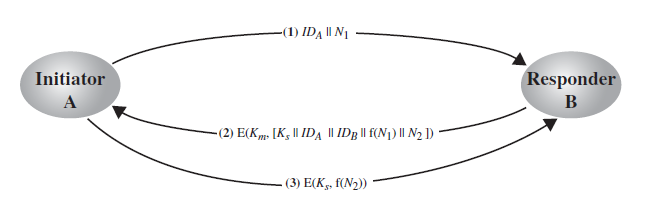 (1) ID_A || N_1
Initiator
A
Responder
B
(2) E(K_m, [K_s || ID_A || ID_B || f(N_1) || N_2 ])
(3) E(K_s, f(N_2))